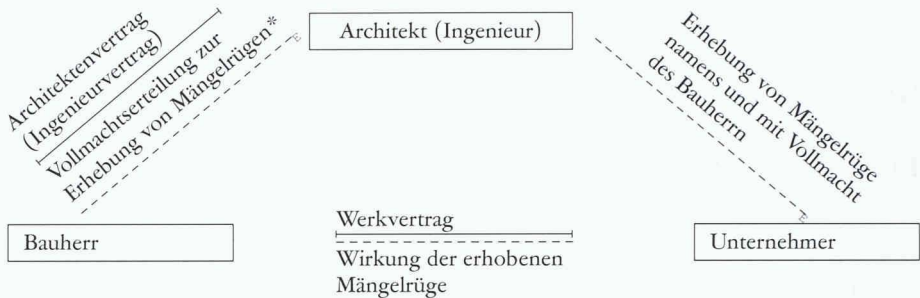 Architektenvertrag
(Ingenieurvertrag)
Vollmachtserteilung zur
Erhebung von Mängelrügen*
Architekt (Ingenieur)
Erhebung von Mängelrüge
namens und mit Vollmacht
des Bauherrn
Bauherr
Werkvertrag
Wirkung der erhobenen
Mängelrüge
Unternehmer